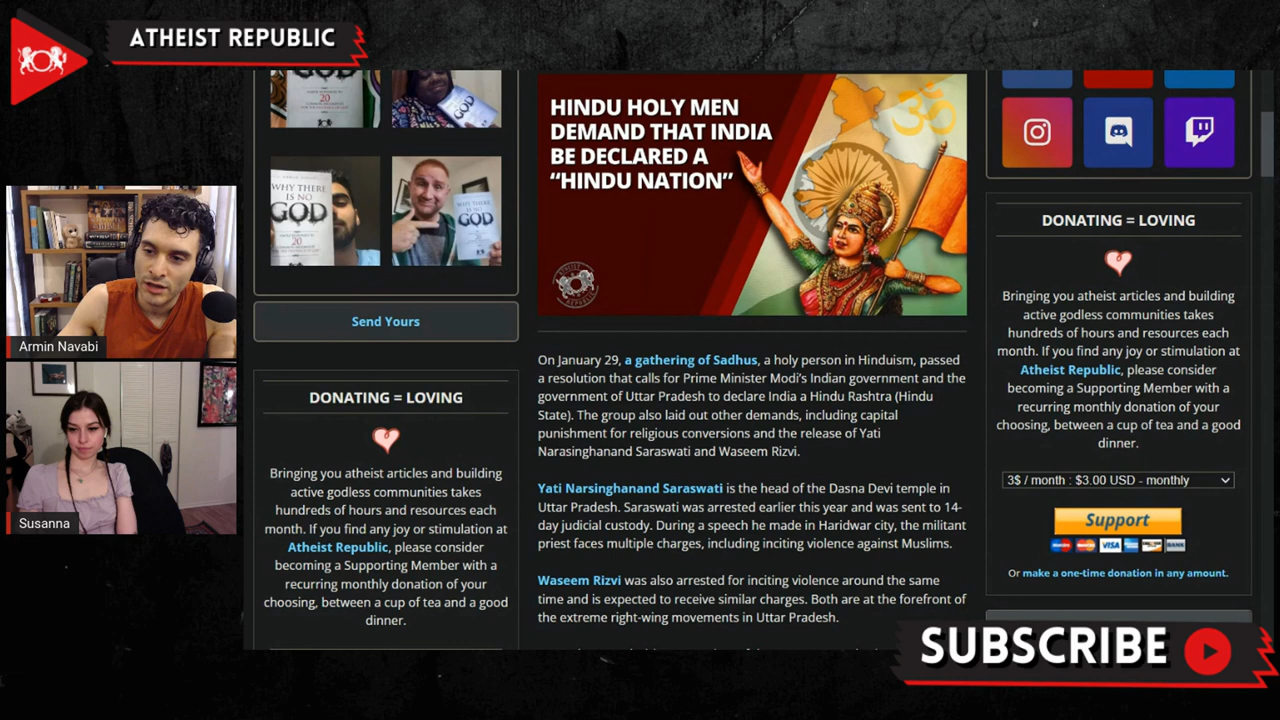 ATHEIST REPUBLIC
GOD
WHY THERE
IS NO
GOD
20
WHY THERE
IS NO
GOD
Send Yours
DONATING = LOVING
Bringing you atheist articles and building
active godless communities takes
hundreds of hours and resources each
month. If you find any joy or stimulation at
Atheist Republic, please consider
becoming a Supporting Member with a
recurring monthly donation of your
choosing, between a cup of tea and a good
dinner.
HINDU HOLY MEN
DEMAND THAT INDIA
BE DECLARED A
“HINDU NATION”
ॐ
On January 29, a gathering of Sadhus, a holy person in Hinduism, passed
a resolution that calls for Prime Minister Modi’s Indian government and the
government of Uttar Pradesh to declare India a Hindu Rashtra (Hindu
State). The group also laid out other demands, including capital
punishment for religious conversions and the release of Yati
Narasinghanand Saraswati and Waseem Rizvi.
Yati Narsinghanand Saraswati is the head of the Dasna Devi temple in
Uttar Pradesh. Saraswati was arrested earlier this year and was sent to 14-
day judicial custody. During a speech he made in Haridwar city, the militant
priest faces multiple charges, including inciting violence against Muslims.
Waseem Rizvi was also arrested for inciting violence around the same
time and is expected to receive similar charges. Both are at the forefront of
the extreme right-wing movements in Uttar Pradesh.
DONATING = LOVING
Bringing you atheist articles and building
active godless communities takes
hundreds of hours and resources each
month. If you find any joy or stimulation at
Atheist Republic, please consider
becoming a Supporting Member with a
recurring monthly donation of your
choosing, between a cup of tea and a good
dinner.
3$ / month : $3.00 USD - monthly
Support
VISA
BANK
Or make a one-time donation in any amount.
Armin Navabi
Susanna
SUBSCRIBE